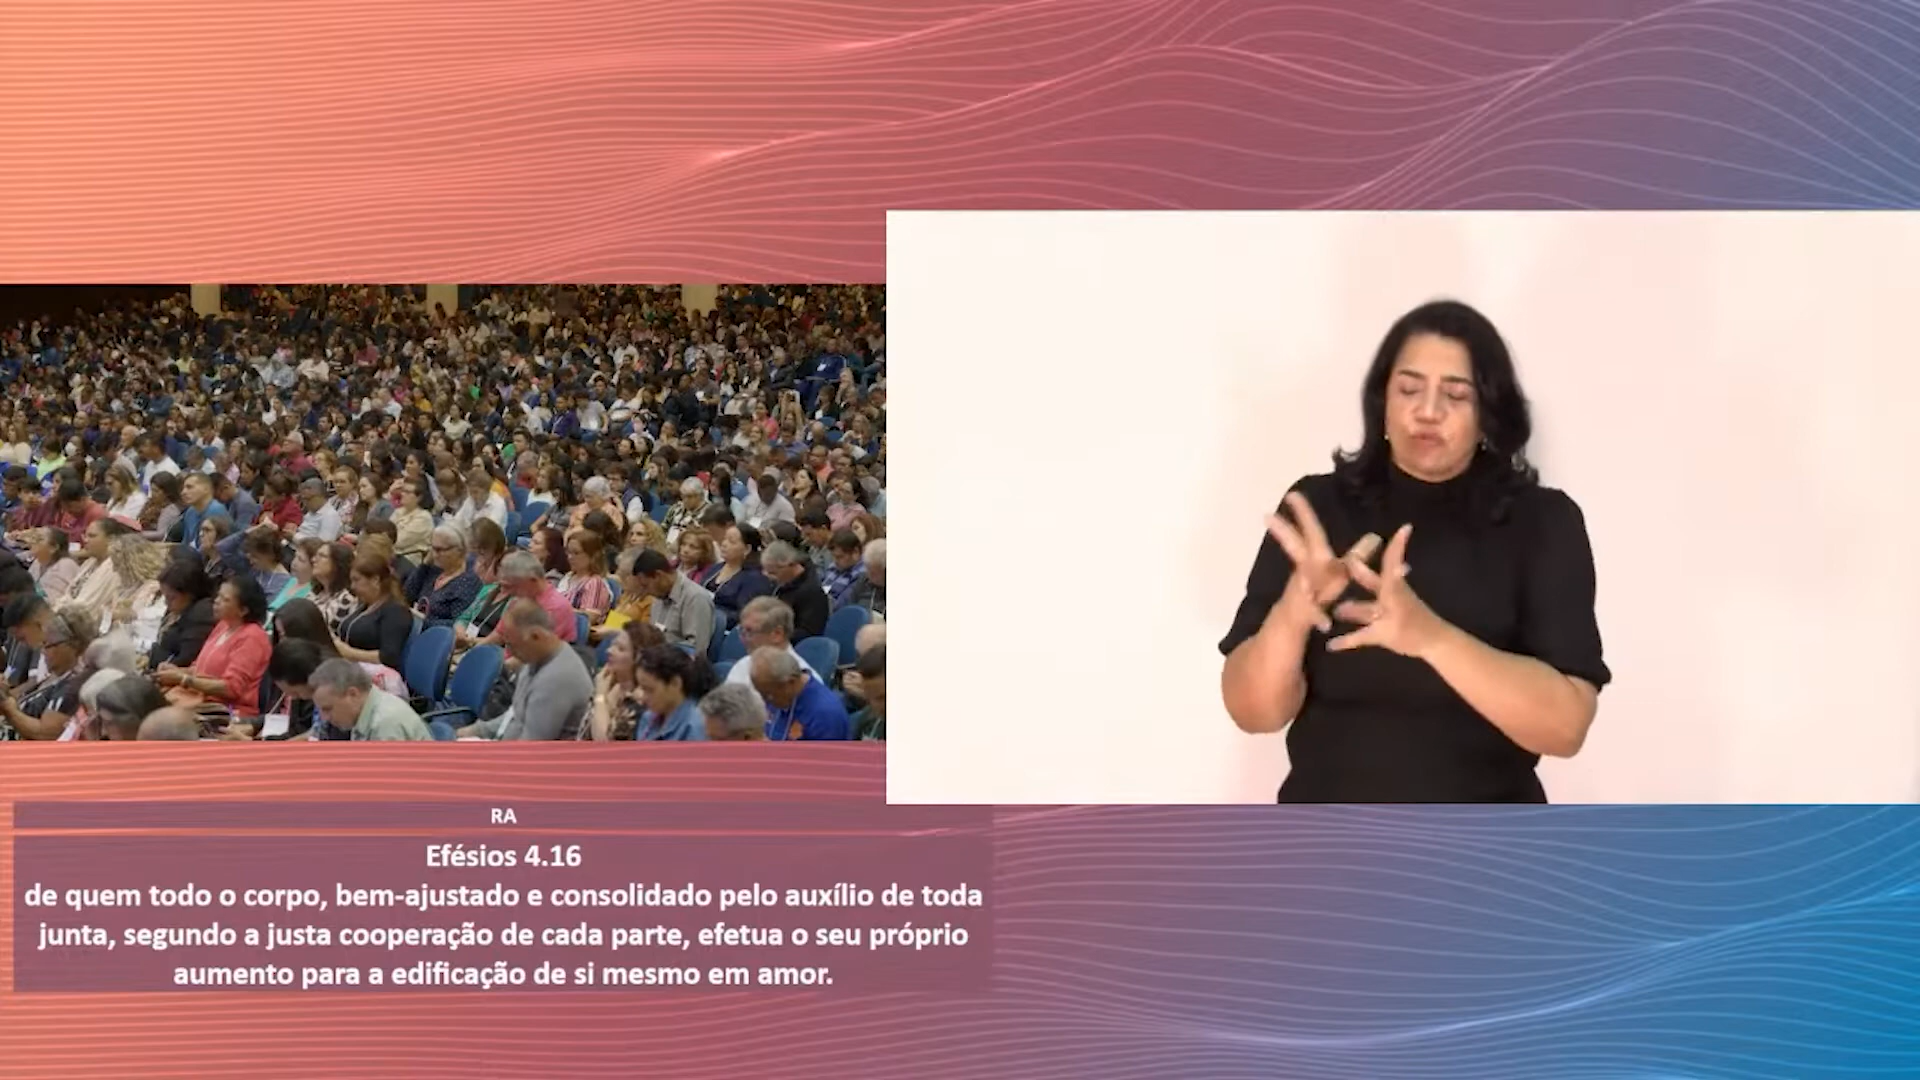 RA
Efésios 4.16
de quem todo o corpo, bem-ajustado e consolidado pelo auxílio de toda
junta, segundo a justa cooperação de cada parte, efetua o seu próprio
aumento para a edificação de si mesmo em amor.